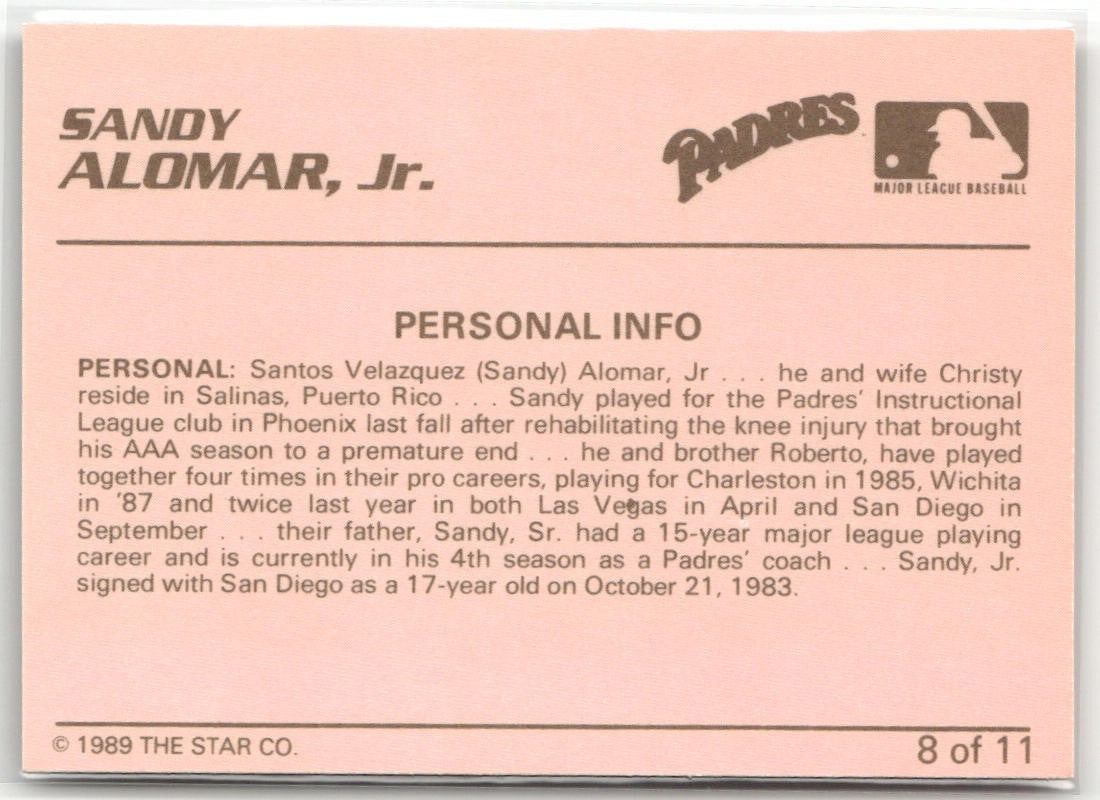 SANDY
ALOMAR, Jr.
PADRES
MAJOR LEAGUE BASEBALL
PERSONAL INFO
PERSONAL: Santos Velazquez (Sandy) Alomar, Jr . . . he and wife Christy
reside in Salinas, Puerto Rico . . . Sandy played for the Padres' Instructional
League club in Phoenix last fall after rehabilitating the knee injury that brought
his AAA season to a premature end . . . he and brother Roberto, have played
together four times in their pro careers, playing for Charleston in 1985, Wichita
in '87 and twice last year in both Las Vegas in April and San Diego in
September . . . their father, Sandy, Sr. had a 15-year major league playing
career and is currently in his 4th season as a Padres' coach . . . Sandy, Jr.
signed with San Diego as a 17-year old on October 21, 1983.
© 1989 THE STAR CO.
8 of 11